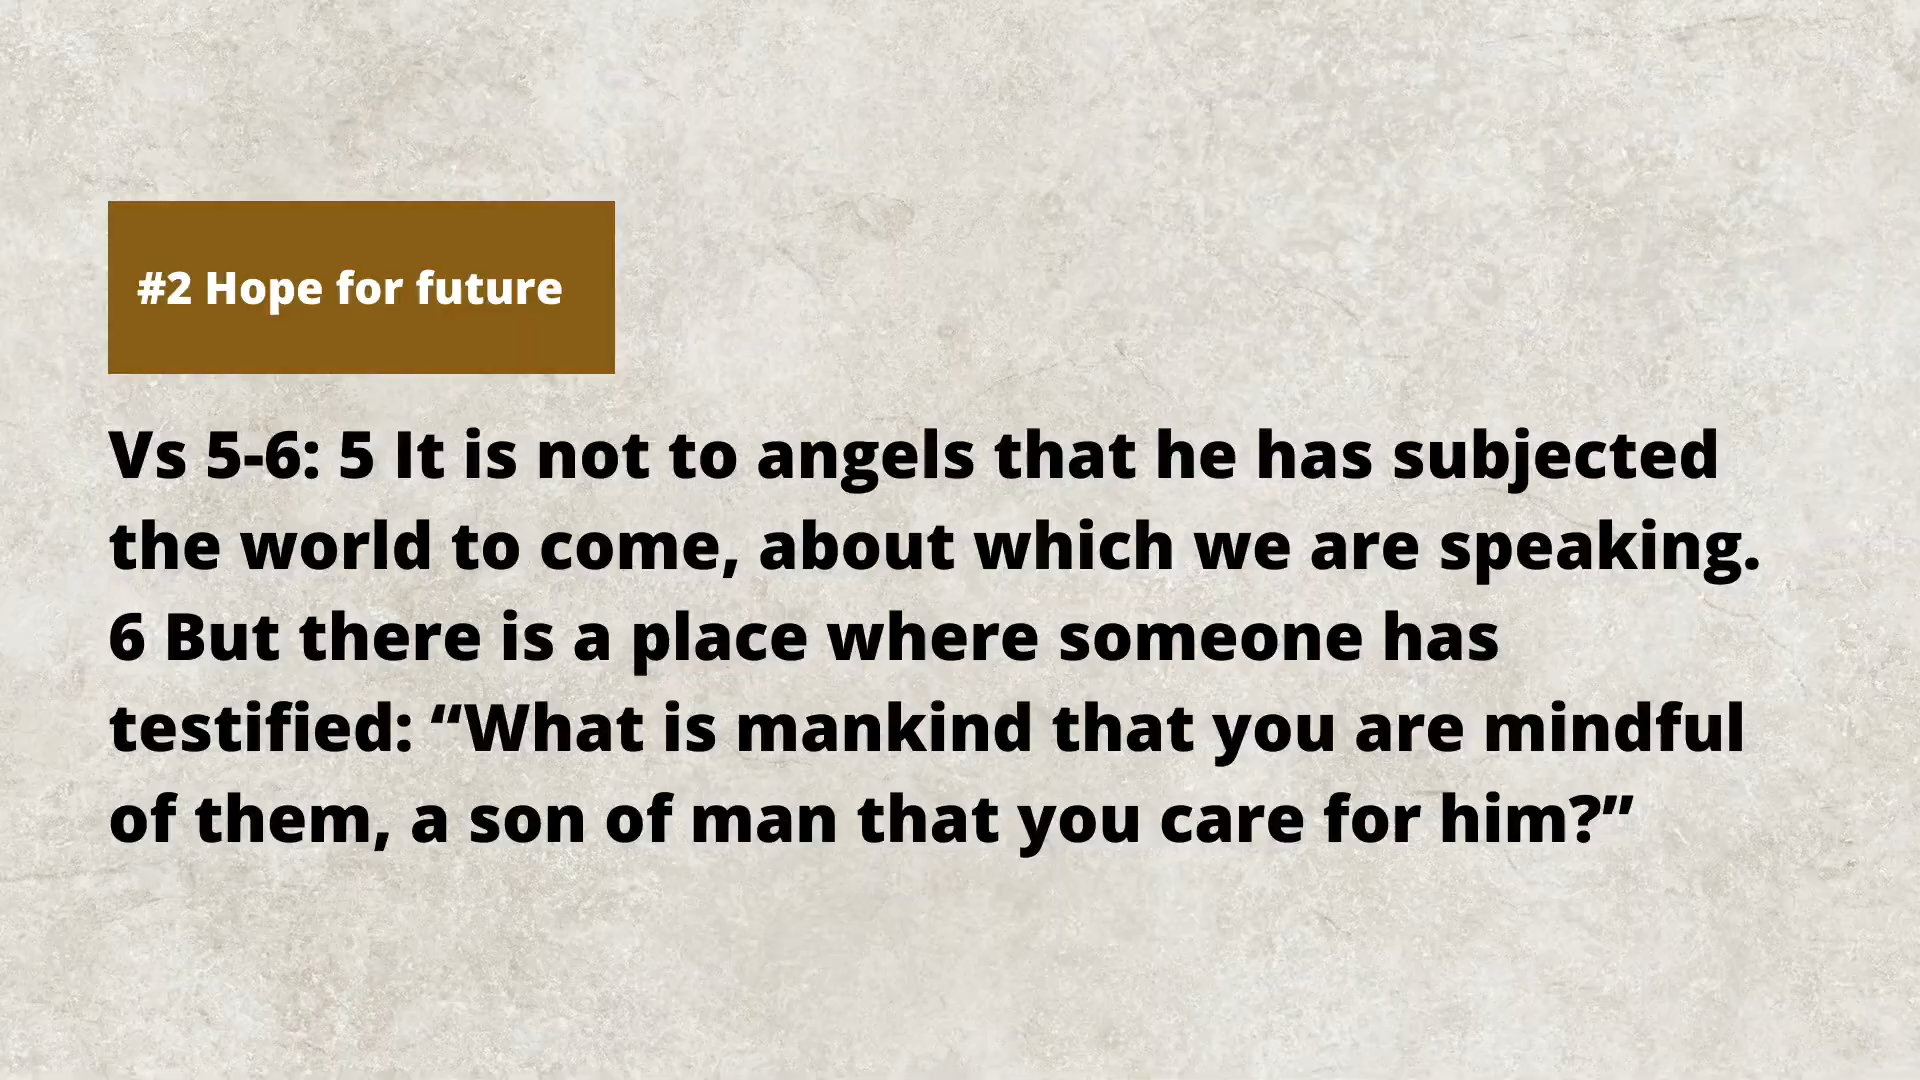 #2 Hope for future
Vs 5-6: 5 It is not to angels that he has subjected
the world to come, about which we are speaking.
6 But there is a place where someone has
testified: “What is mankind that you are mindful
of them, a son of man that you care for him?”